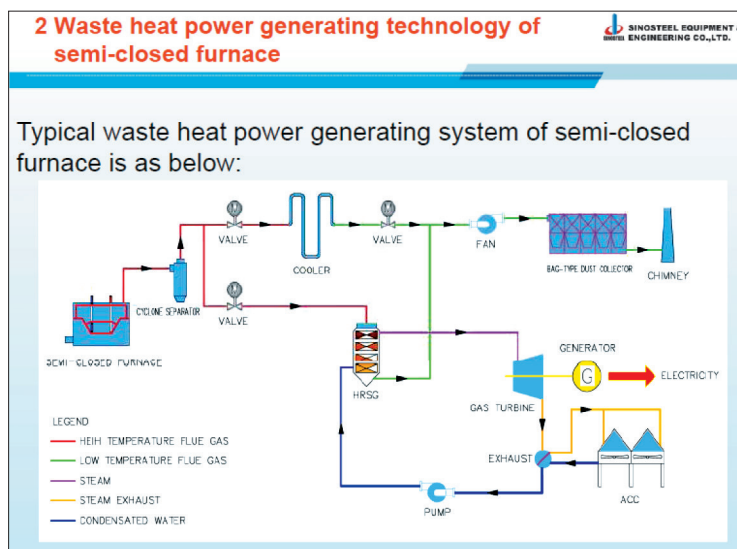 2 Waste heat power generating technology of
semi-closed furnace
SINOSTEEL EQUIPMENT &
ENGINEERING CO.,LTD.
SINOSTEEL
Typical waste heat power generating system of semi-closed
furnace is as below:
VALVE
COOLER
VALVE
FAN
BAG-TYPE DUST COLLECTOR
CHIMNEY
CYCLONE SEPARATOR
VALVE
SEMI-CLOSED FURNAGE
HRSG
GENERATOR
G
ELECTRICITY
GAS TURBINE
LEGEND
HEIH TEMPERATURE FLUE GAS
LOW TEMPERATURE FLUE GAS
STEAM
STEAM EXHAUST
CONDENSATED WATER
EXHAUST
PUMP
ACC